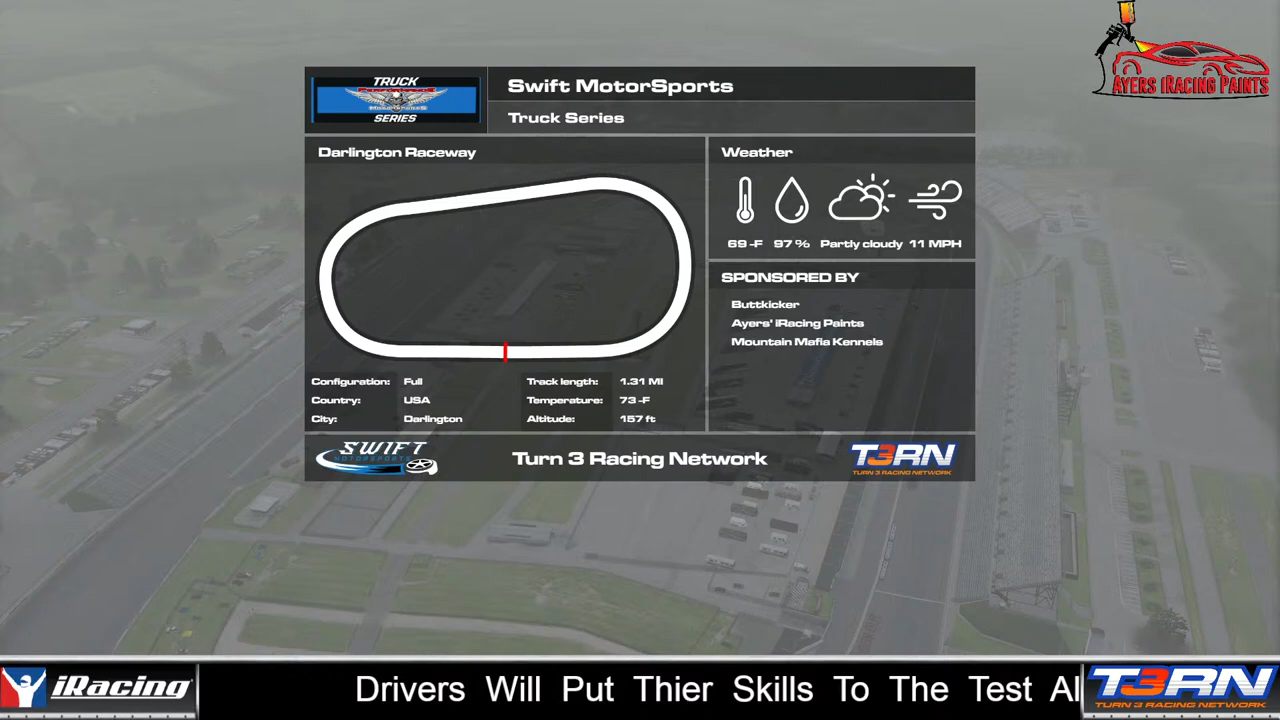 AYERS iRACING PAINTS
TRUCK
SERIES
Swift MotorSports
Truck Series
Darlington Raceway
Weather
69 -F 97 % Partly cloudy 11 MPH
SPONSORED BY
Buttkicker
Ayers' iRacing Paints
Mountain Mafia Kennels
Configuration: Full Track length: 1.31 MI
Country: USA Temperature: 73 -F
City: Darlington Altitude: 157 ft
SWIFT
MOTORSPORTS
Turn 3 Racing Network
T3RN
TURN 3 RACING NETWORK
iRacing
Drivers Will Put Thier Skills To The Test Al
T3RN
TURN 3 RACING NETWORK